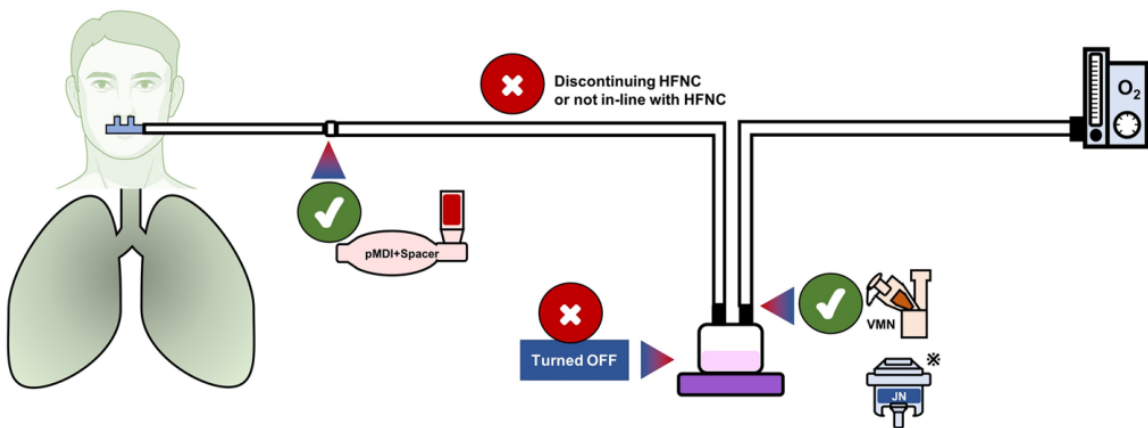 Discontinuing HFNC
or not in-line with HFNC
O2
pMDI+Spacer
VMN
Turned OFF
※
JN